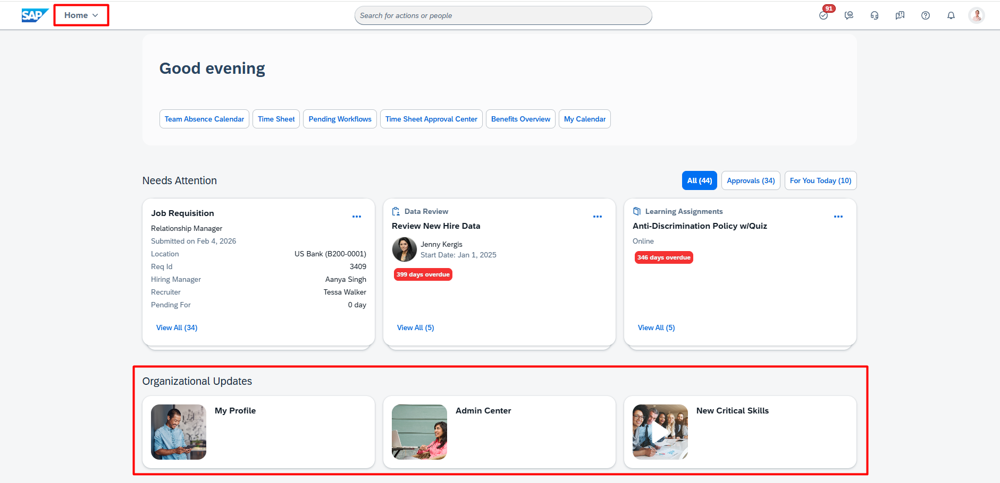 SAP Home
Search for actions or people
91
Good evening
Team Absence Calendar Time Sheet Pending Workflows Time Sheet Approval Center Benefits Overview My Calendar
Needs Attention
All (44) Approvals (34) For You Today (10)
Job Requisition
Relationship Manager
Submitted on Feb 4, 2026
Location US Bank (B200-0001)
Req Id 3409
Hiring Manager Aanya Singh
Recruiter Tessa Walker
Pending For 0 day
View All (34)
Data Review
Review New Hire Data
Jenny Kergis
Start Date: Jan 1, 2025
399 days overdue
View All (5)
Learning Assignments
Anti-Discrimination Policy w/Quiz
Online
346 days overdue
View All (5)
Organizational Updates
My Profile
Admin Center
New Critical Skills